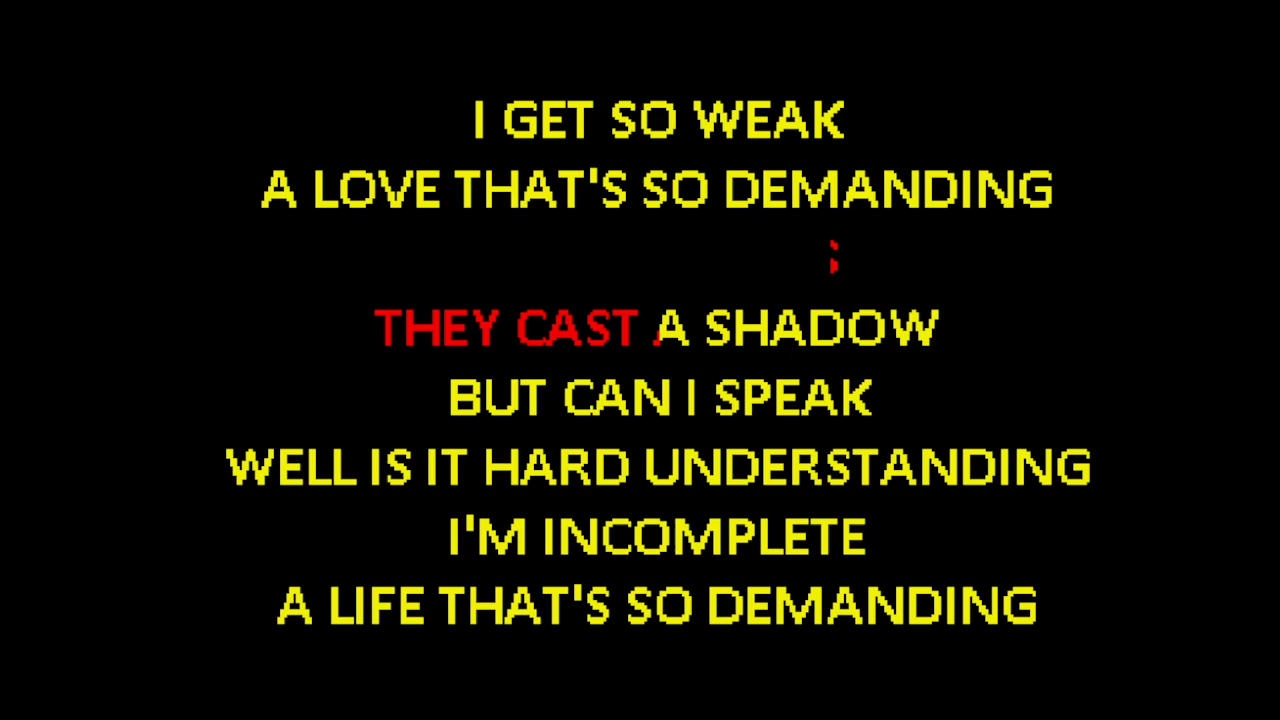 I GET SO WEAK
A LOVE THAT'S SO DEMANDING
THEY CAST A SHADOW
BUT CAN I SPEAK
WELL IS IT HARD UNDERSTANDING
I'M INCOMPLETE
A LIFE THAT'S SO DEMANDING